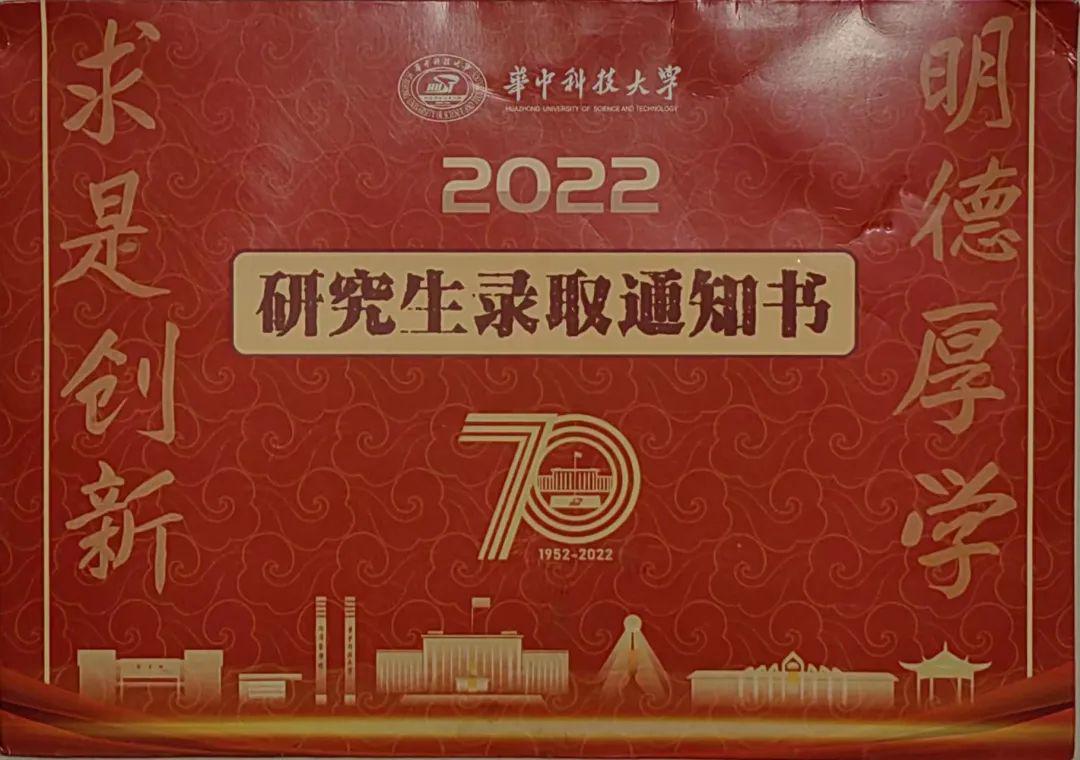 明德厚学
求是创新
華中科技大学
HUAZHONG UNIVERSITY OF SCIENCE AND TECHNOLOGY
2022
研究生录取通知书
70
1952-2022